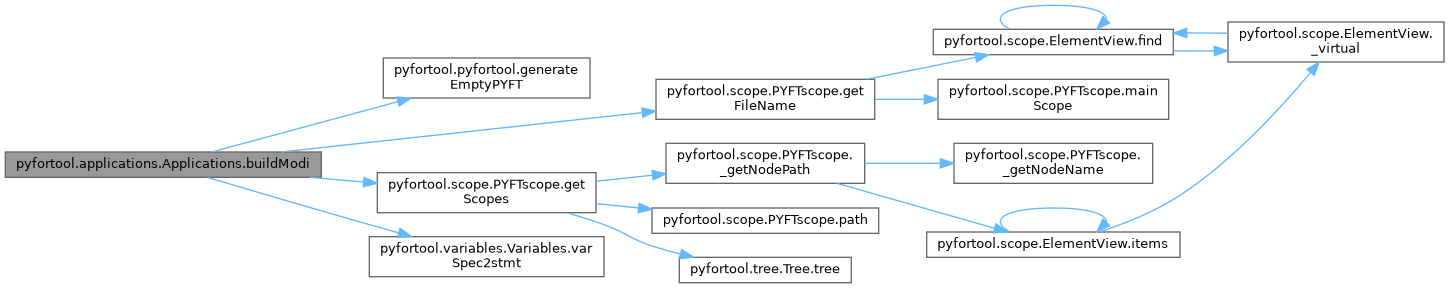 pyfortool.applications.Applications.buildModi
pyfortool.pyfortool.generate
EmptyPYFT
pyfortool.scope.PYFTscope.get
FileName
pyfortool.scope.ElementView.find
pyfortool.scope.ElementView.
_virtual
pyfortool.scope.PYFTscope.main
Scope
pyfortool.scope.PYFTscope.get
Scopes
pyfortool.scope.PYFTscope.
_getNodePath
pyfortool.scope.PYFTscope.
_getNodeName
pyfortool.scope.ElementView.items
pyfortool.scope.PYFTscope.path
pyfortool.tree.Tree.tree
pyfortool.variables.Variables.var
Spec2stmt